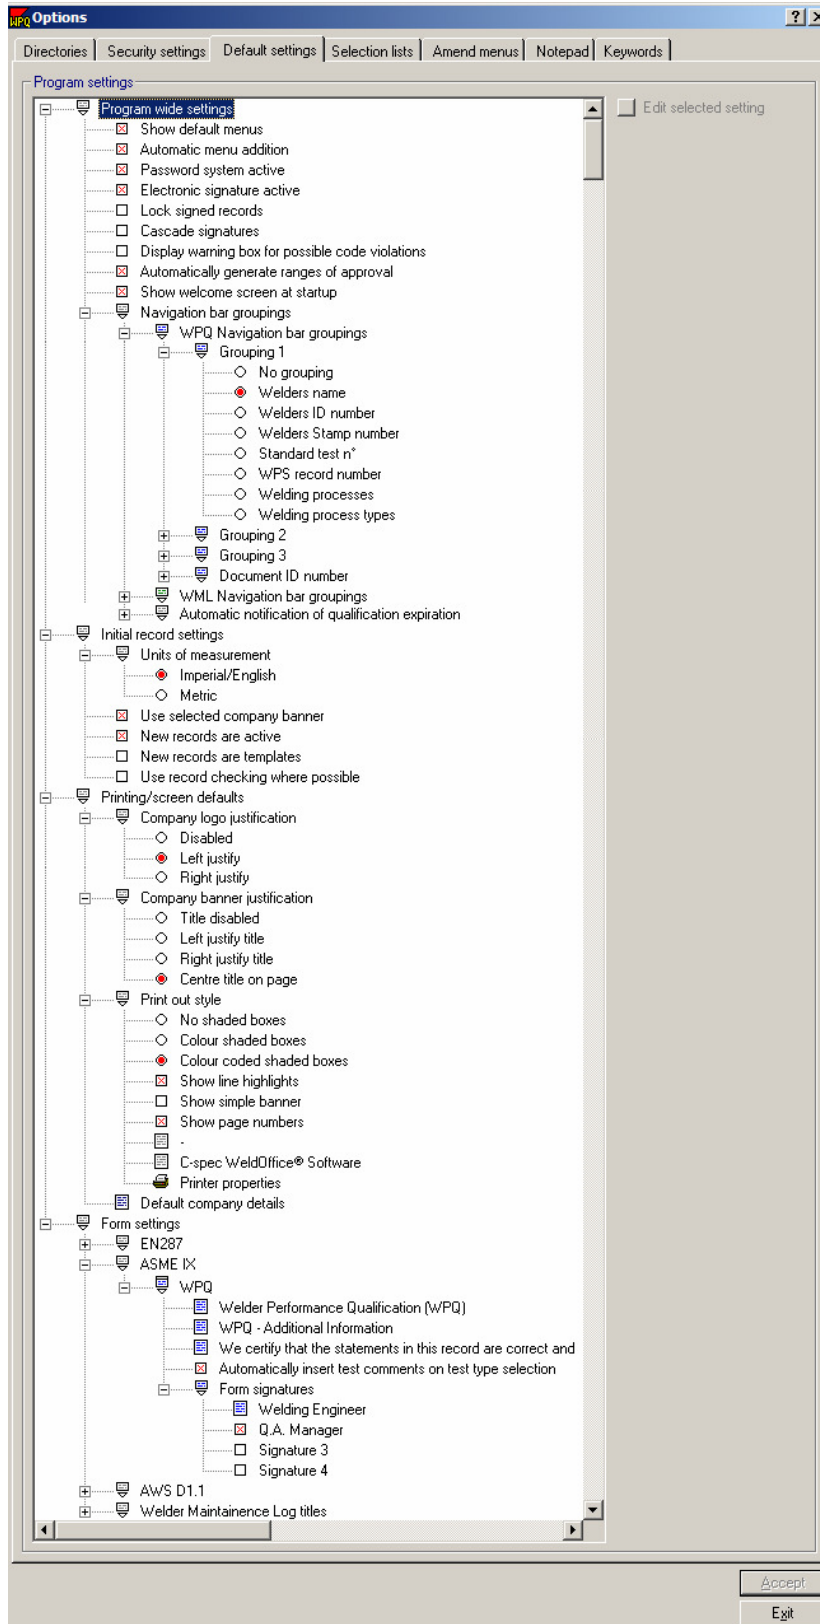 WPQ Options
Directories Security settings Default settings Selection lists Amend menus Notepad Keywords
Program settings
Program wide settings
Edit selected setting
Show default menus
Automatic menu addition
Password system active
Electronic signature active
Lock signed records
Cascade signatures
Display warning box for possible code violations
Automatically generate ranges of approval
Show welcome screen at startup
Navigation bar groupings
WPQ Navigation bar groupings
Grouping 1
No grouping
Welders name
Welders ID number
Welders Stamp number
Standard test n°
WPS record number
Welding processes
Welding process types
Grouping 2
Grouping 3
Document ID number
WML Navigation bar groupings
Automatic notification of qualification expiration
Initial record settings
Units of measurement
Imperial/English
Metric
Use selected company banner
New records are active
New records are templates
Use record checking where possible
Printing/screen defaults
Company logo justification
Disabled
Left justify
Right justify
Company banner justification
Title disabled
Left justify title
Right justify title
Centre title on page
Print out style
No shaded boxes
Colour shaded boxes
Colour coded shaded boxes
Show line highlights
Show simple banner
Show page numbers
-
C-spec WeldOffice® Software
Printer properties
Default company details
Form settings
EN287
ASME IX
WPQ
Welder Performance Qualification (WPQ)
WPQ - Additional Information
We certify that the statements in this record are correct and
Automatically insert test comments on test type selection
Form signatures
Welding Engineer
Q.A. Manager
Signature 3
Signature 4
AWS D1.1
Welder Maintainence Log titles
Accept
Exit